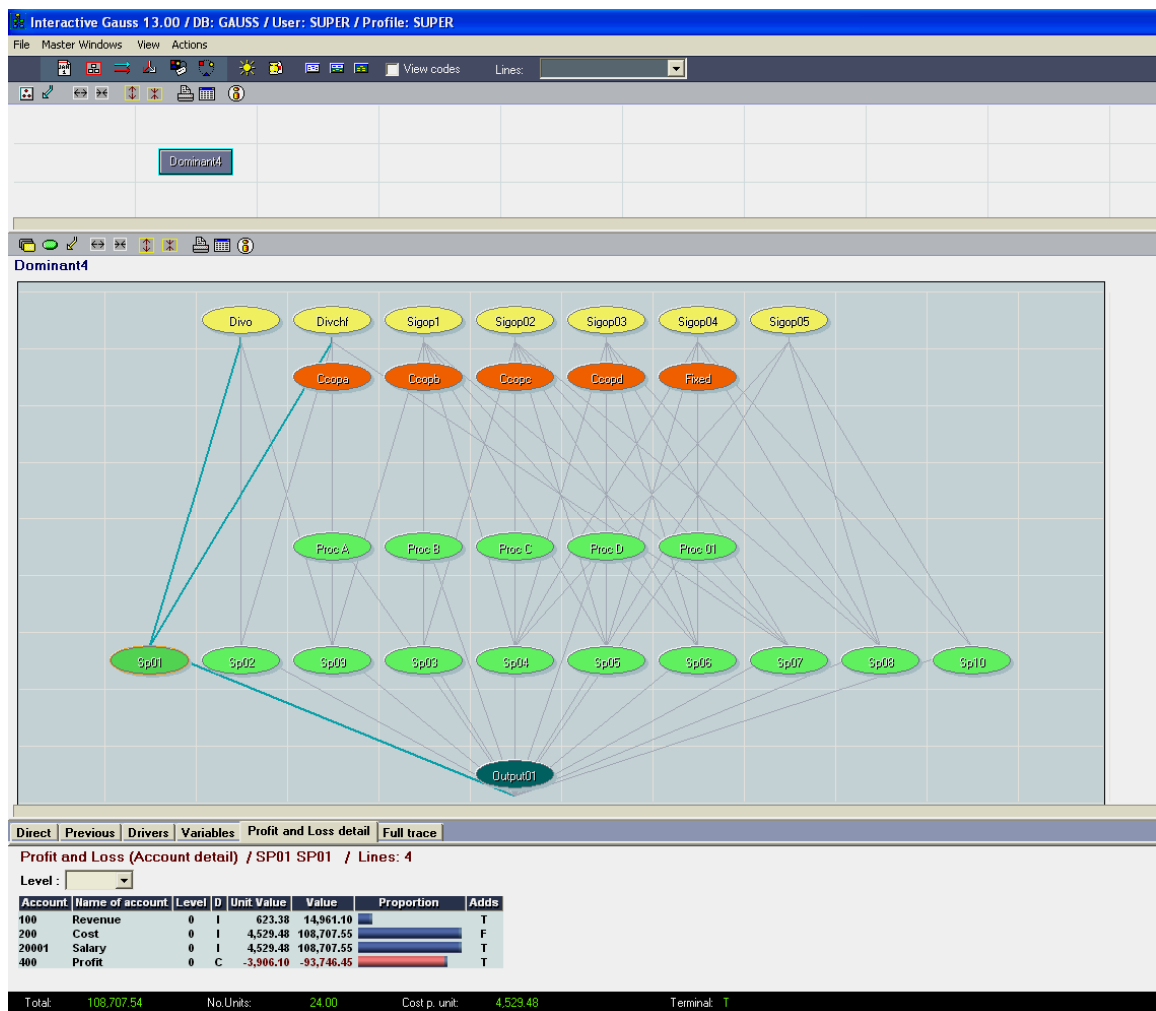 Interactive Gauss 13.00 / DB: GAUSS / User: SUPER / Profile: SUPER
File Master Windows View Actions
JAN 1 View codes Lines:
Dominant4
Dominant4
Divo Divchf Sigop1 Sigop02 Sigop03 Sigop04 Sigop05
Ccopa Ccopb Ccopc Ccopd Fixed
Proc A Proc B Proc C Proc D Proc 01
Sp01 Sp02 Sp09 Sp03 Sp04 Sp05 Sp06 Sp07 Sp08 Sp10
Output01
Direct Previous Drivers Variables Profit and Loss detail Full trace
Profit and Loss (Account detail) / SP01 SP01 / Lines: 4
Level :
Account Name of account Level D Unit Value Value Proportion Adds
100 Revenue 0 I 623.38 14,961.10 T
200 Cost 0 I 4,529.48 108,707.55 F
20001 Salary 0 I 4,529.48 108,707.55 T
400 Profit 0 C -3,906.10 -93,746.45 T
Total: 108,707.54 No.Units: 24.00 Cost p. unit: 4,529.48 Terminal: T